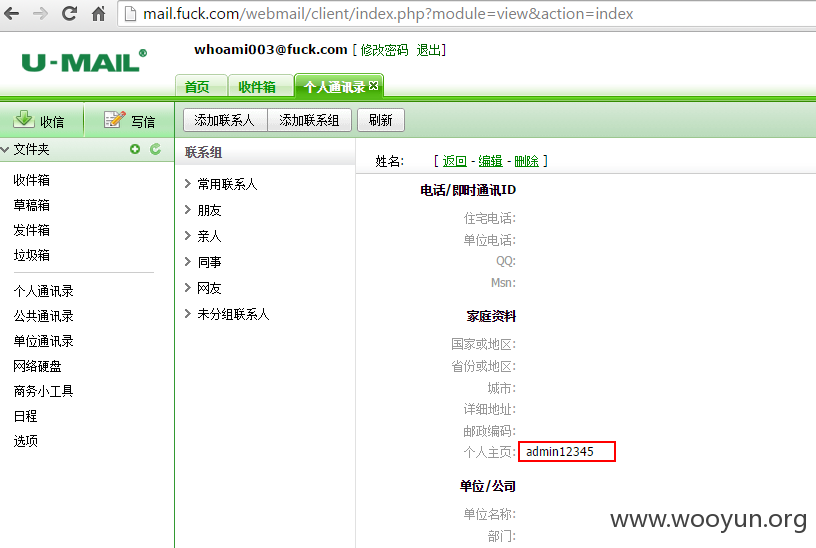 mail.fuck.com/webmail/client/index.php?module=view&action=index
U-MAIL®
whoami003@fuck.com [ 修改密码 退出]
首页 收件箱 个人通讯录
收信 写信
添加联系人 添加联系组 刷新
文件夹
收件箱
草稿箱
发件箱
垃圾箱
个人通讯录
公共通讯录
单位通讯录
网络硬盘
商务小工具
日程
选项
联系组
常用联系人
朋友
亲人
同事
网友
未分组联系人
姓名: [ 返回 - 编辑 - 删除 ]
电话/即时通讯ID
住宅电话:
单位电话:
QQ:
Msn:
家庭资料
国家或地区:
省份或地区:
城市:
详细地址:
邮政编码:
个人主页: admin12345
单位/公司
单位名称:
部门:
www.wooyun.org